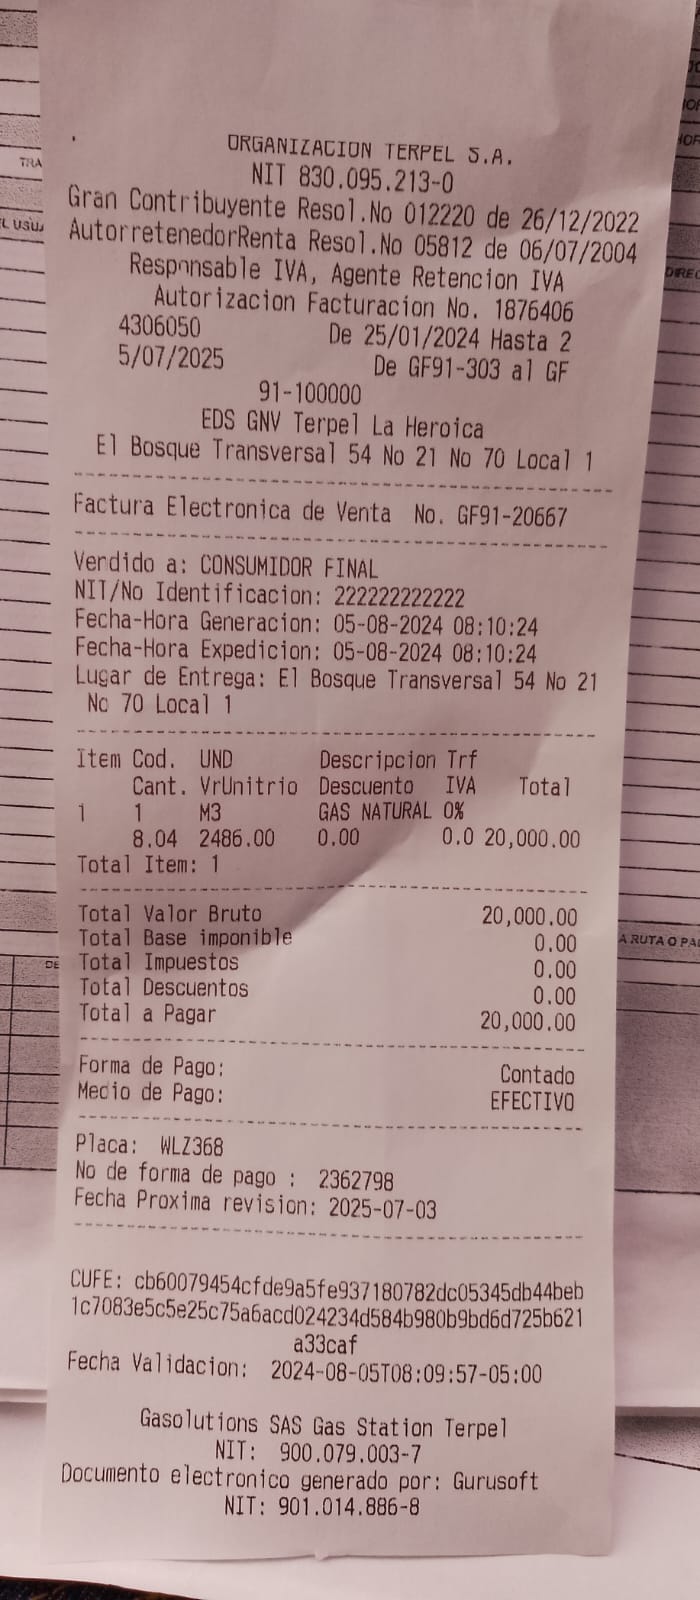 ORGANIZACION TERPEL S.A.
NIT 830.095.213-0
Gran Contribuyente Resol.No 012220 de 26/12/2022
AutorretenedorRenta Resol.No 05812 de 06/07/2004
Responsable IVA, Agente Retencion IVA
Autorizacion Facturacion No. 1876406
4306050 De 25/01/2024 Hasta 2
5/07/2025 De GF91-303 al GF
91-100000
EDS GNV Terpel La Heroica
El Bosque Transversal 54 No 21 No 70 Local 1
Factura Electronica de Venta No. GF91-20667
Verdido a: CONSUMIDOR FINAL
NIT/No Identificacion: 222222222222
Fecha-Hora Generacion: 05-08-2024 08:10:24
Fecha-Hora Expedicion: 05-08-2024 08:10:24
Lugar de Entrega: El Bosque Transversal 54 No 21
No 70 Local 1
Item Cod. UND Descripcion Trf
Cant. VrUnitrio Descuento IVA Total
1 1 M3 GAS NATURAL 0%
8.04 2486.00 0.00 0.0 20,000.00
Total Item: 1
Total Valor Bruto 20,000.00
Total Base imponible 0.00
Total Impuestos 0.00
Total Descuentos 0.00
Total a Pagar 20,000.00
Forma de Pago: Contado
Medio de Pago: EFECTIVO
Placa: WLZ368
No de forma de pago : 2362798
Fecha Proxima revision: 2025-07-03
CUFE: cb60079454cfde9a5fe937180782dc05345db44beb
1c7083e5c5e25c75a6acd024234d584b980b9bd6d725b621
a33caf
Fecha Validacion: 2024-08-05T08:09:57-05:00
Gasolutions SAS Gas Station Terpel
NIT: 900.079.003-7
Documento electronico generado por: Gurusoft
NIT: 901.014.886-8
TRA
A RUTA O PA